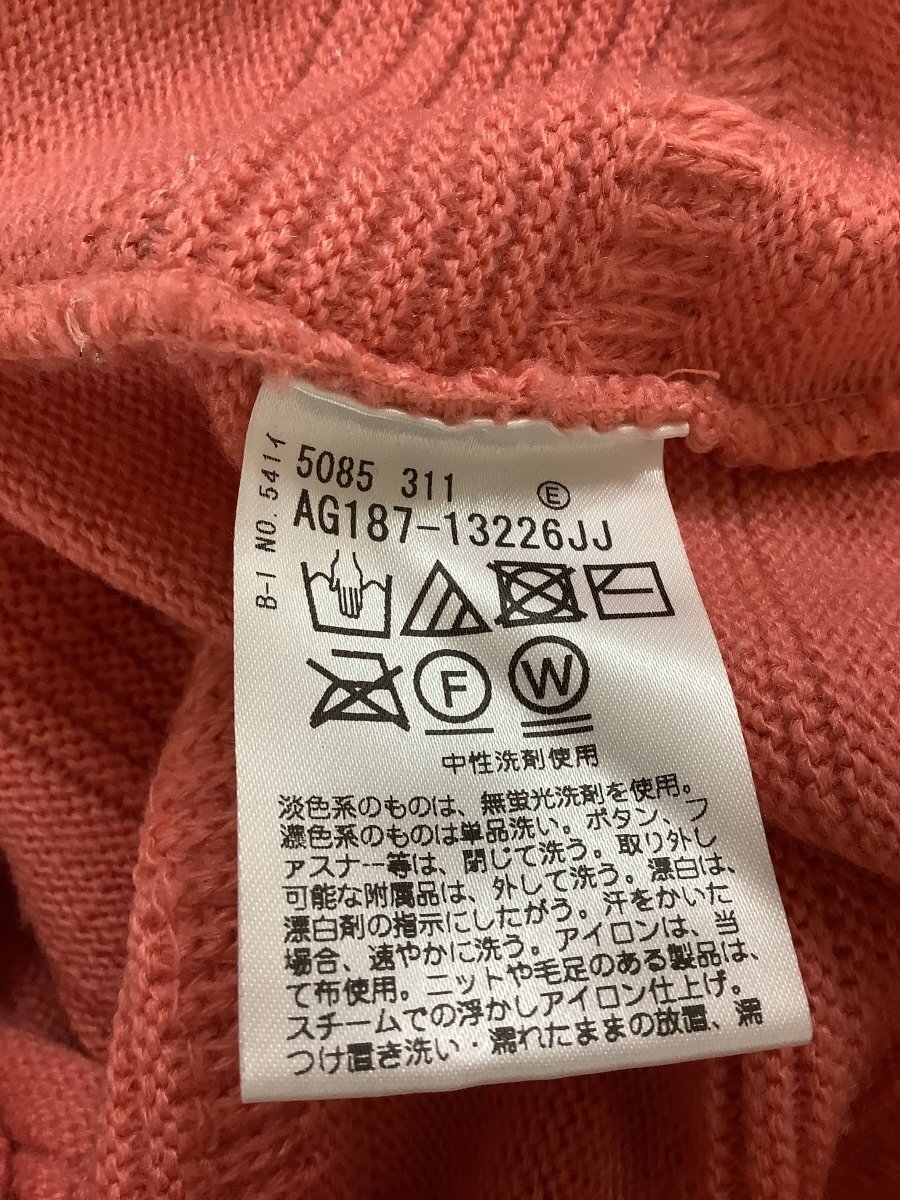 B-I NO.541イ
5085 311
Ⓔ
AG187-13226JJ
F W
中性洗剤使用
淡色系のものは、無蛍光洗剤を使用。
濃色系のものは単品洗い。ボタン、フ
ァスナー等は、閉じて洗う。取り外し
可能な附属品は、外して洗う。漂白は、
漂白剤の指示にしたがう。汗をかいた
場合、速やかに洗う。アイロンは、当
て布使用。ニットや毛足のある製品は、
スチームでの浮かしアイロン仕上げ。
つけ置き洗い・濡れたままの放置、濡